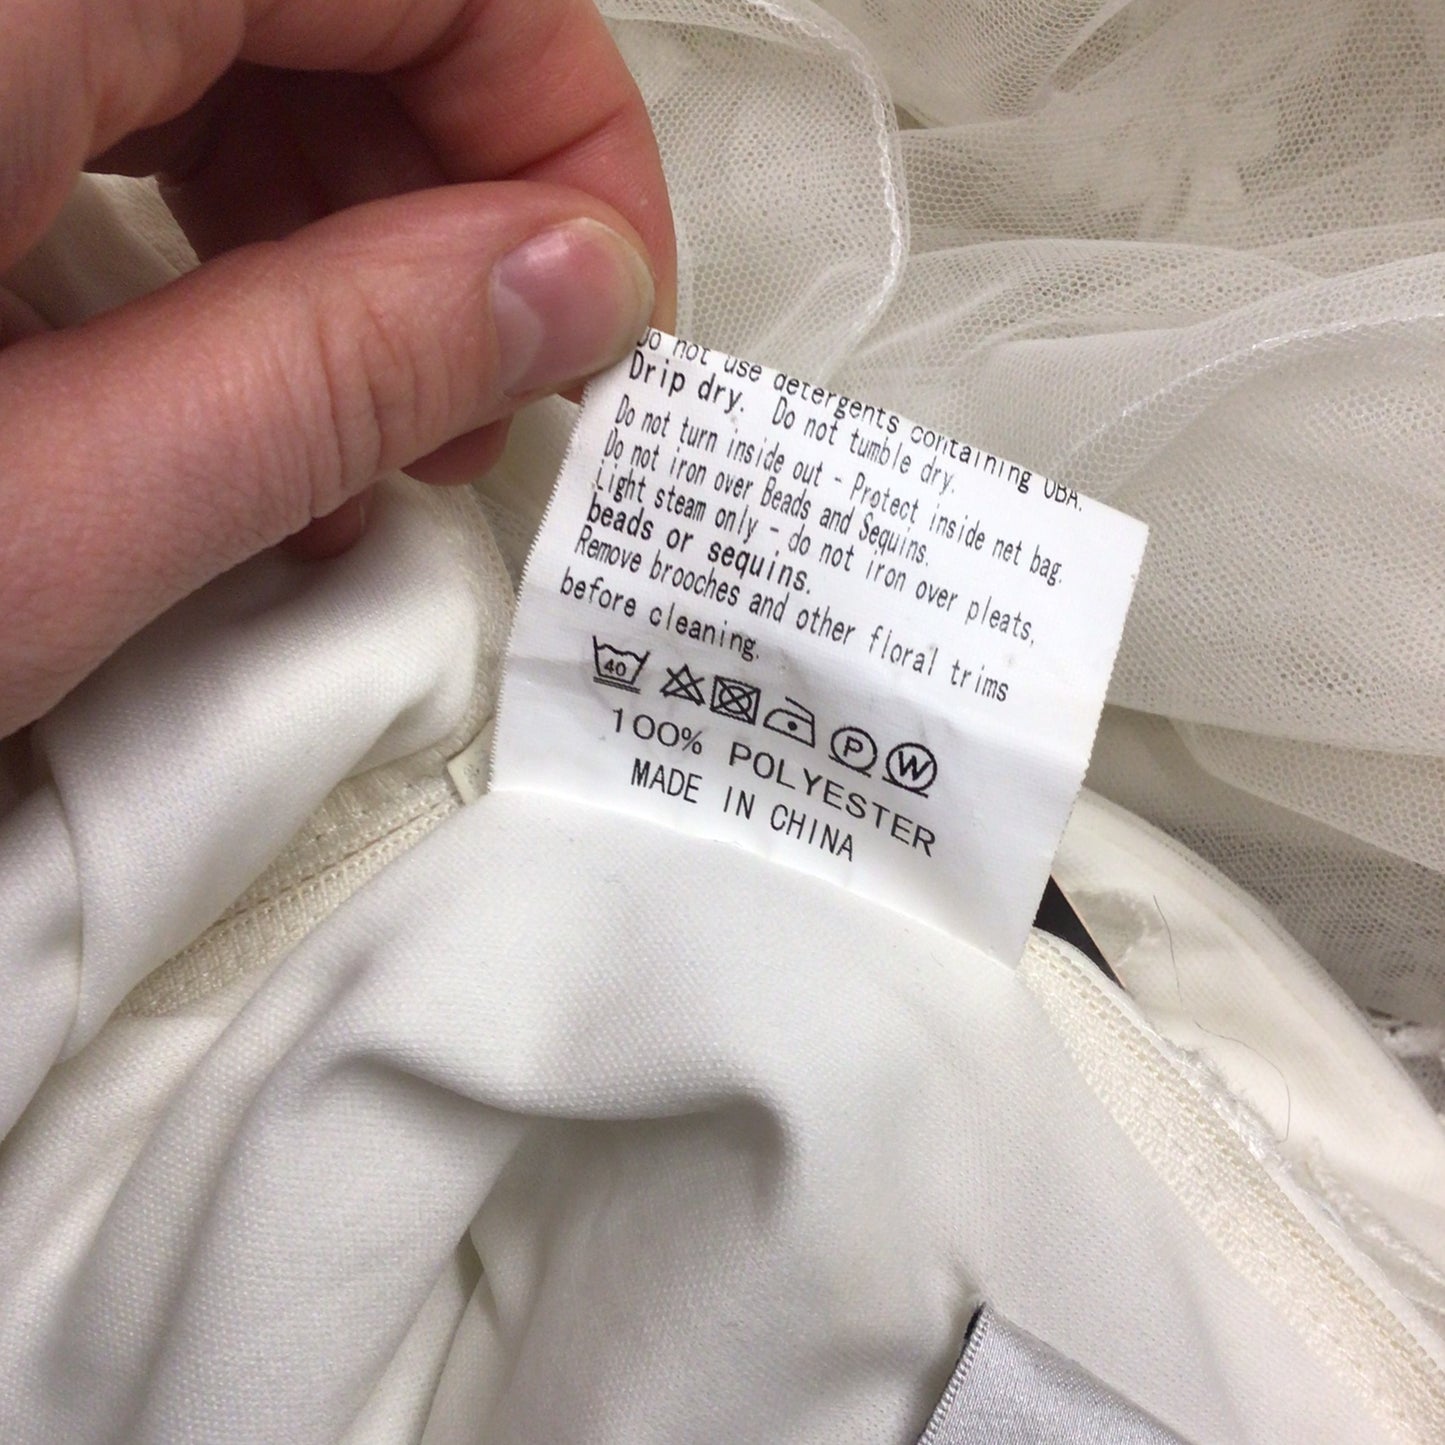 Do not use detergents containing OBA.
Drip dry. Do not tumble dry.
Do not turn inside out - Protect inside net bag.
Do not iron over Beads and Sequins.
Light steam only - do not iron over pleats,
beads or sequins.
Remove brooches and other floral trims
before cleaning.
40 P W
100% POLYESTER
MADE IN CHINA